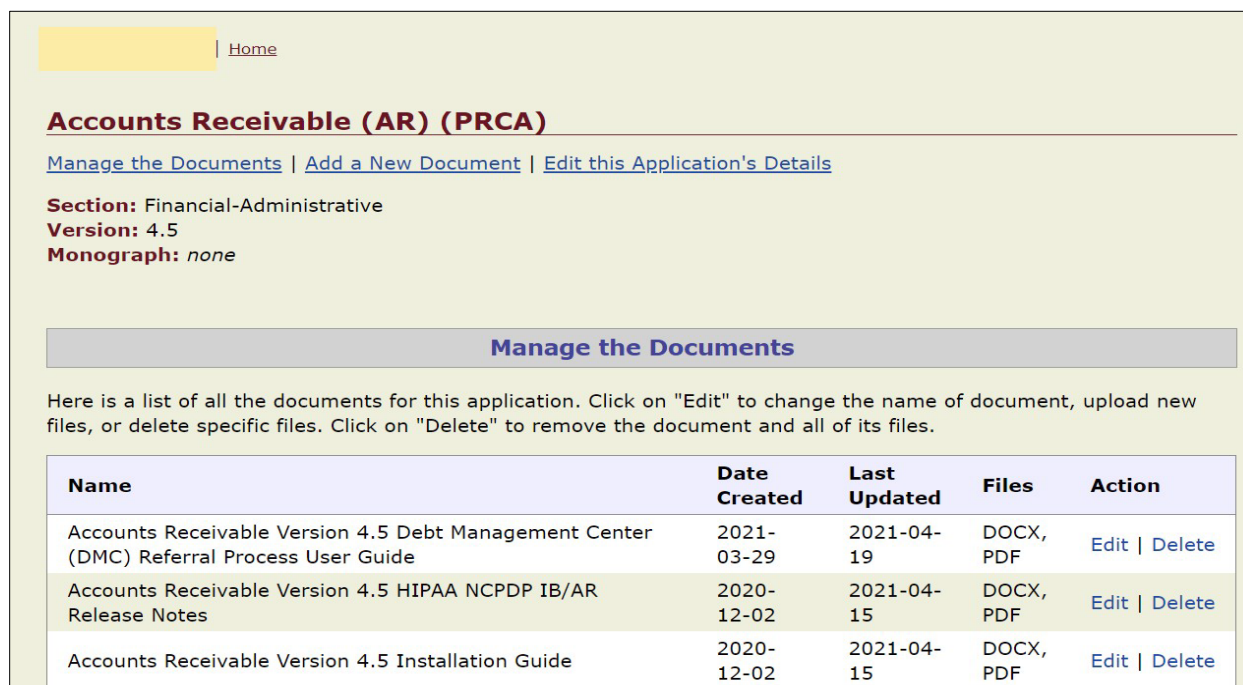 | Home
Accounts Receivable (AR) (PRCA)
Manage the Documents | Add a New Document | Edit this Application's Details
Section: Financial-Administrative
Version: 4.5
Monograph: none
Manage the Documents
Here is a list of all the documents for this application. Click on "Edit" to change the name of document, upload new
files, or delete specific files. Click on "Delete" to remove the document and all of its files.
Name Date Created Last Updated Files Action
Accounts Receivable Version 4.5 Debt Management Center 2021- 2021-04- DOCX, Edit | Delete
(DMC) Referral Process User Guide 03-29 19 PDF
Accounts Receivable Version 4.5 HIPAA NCPDP IB/AR 2020- 2021-04- DOCX, Edit | Delete
Release Notes 12-02 15 PDF
Accounts Receivable Version 4.5 Installation Guide 2020- 2021-04- DOCX, Edit | Delete
12-02 15 PDF